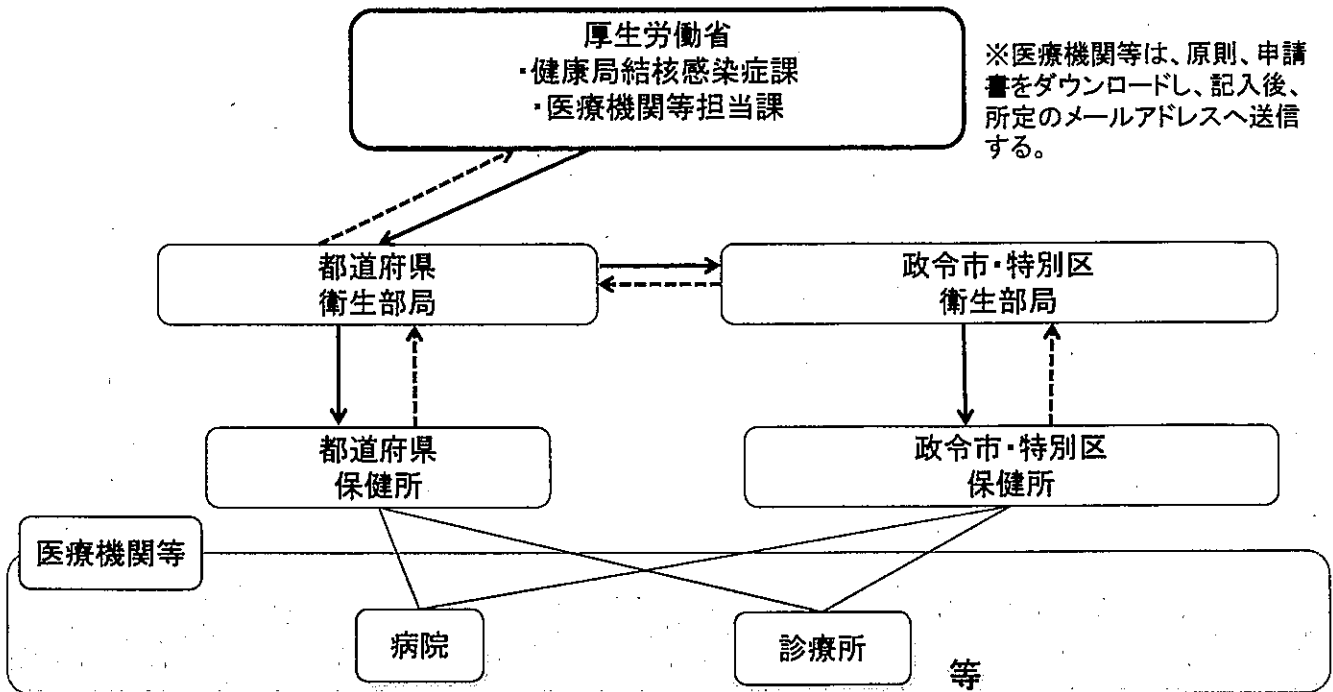 厚生労働省
・健康局結核感染症課
・医療機関等担当課
※医療機関等は、原則、申請
書をダウンロードし、記入後、
所定のメールアドレスへ送信
する。
都道府県
衛生部局
政令市・特別区
衛生部局
都道府県
保健所
政令市・特別区
保健所
医療機関等
病院
診療所
等